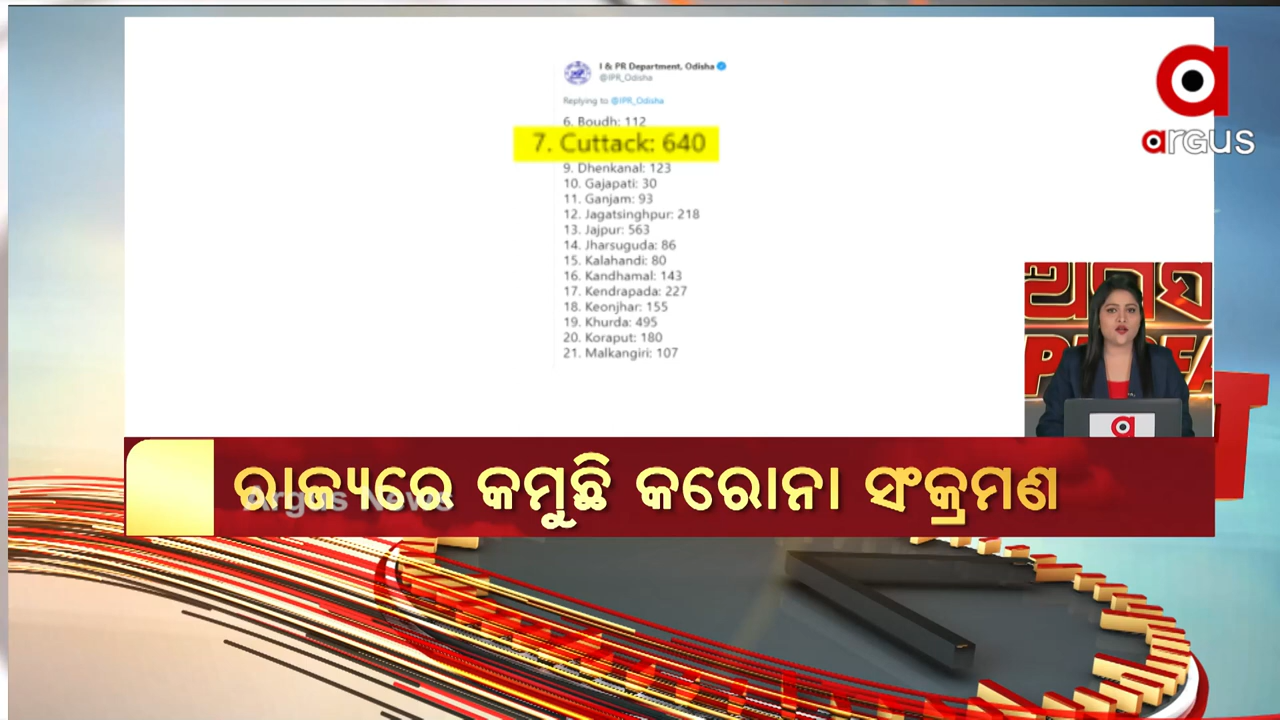 I & PR Department, Odisha
@IPR_Odisha
Replying to @IPR_Odisha
6. Boudh: 112
7. Cuttack: 640
9. Dhenkanal: 123
10. Gajapati: 30
11. Ganjam: 93
12. Jagatsinghpur: 218
13. Jajpur: 563
14. Jharsuguda: 86
15. Kalahandi: 80
16. Kandhamal: 143
17. Kendrapada: 227
18. Keonjhar: 155
19. Khurda: 495
20. Koraput: 180
21. Malkangiri: 107
argus
ରାଜ୍ୟରେ କମୁଛି କରୋନା ସଂକ୍ରମଣ
Argus News